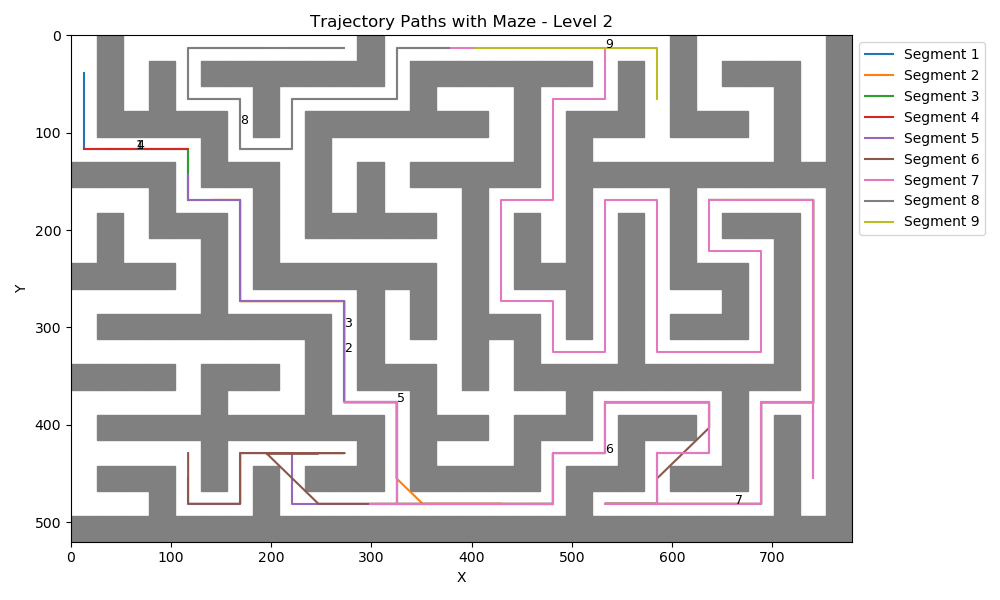 Trajectory Paths with Maze - Level 2
0
100
200
300
400
500
Y
0
100
200
300
400
500
600
700
X
9
8
4
3
2
5
6
7
Segment 1
Segment 2
Segment 3
Segment 4
Segment 5
Segment 6
Segment 7
Segment 8
Segment 9